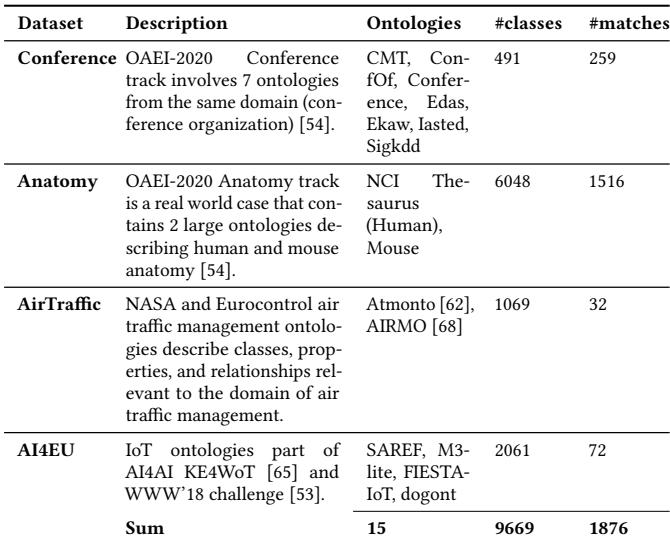 Dataset Description Ontologies #classes #matches
Conference OAEI-2020 Conference CMT, Con- 491 259
track involves 7 ontologies fOf, Confer-
from the same domain (con- ence, Edas,
ference organization) [54]. Ekaw, Iasted,
Sigkdd
Anatomy OAEI-2020 Anatomy track NCI The- 6048 1516
is a real world case that con- saurus
tains 2 large ontologies de- (Human),
scribing human and mouse Mouse
anatomy [54].
AirTraffic NASA and Eurocontrol air Atmonto [62], 1069 32
traffic management ontolo- AIRMO [68]
gies describe classes, prop-
erties, and relationships rel-
evant to the domain of air
traffic management.
AI4EU IoT ontologies part of SAREF, M3- 2061 72
AI4AI KE4WoT [65] and lite, FIESTA-
WWW'18 challenge [53]. IoT, dogont
Sum 15 9669 1876